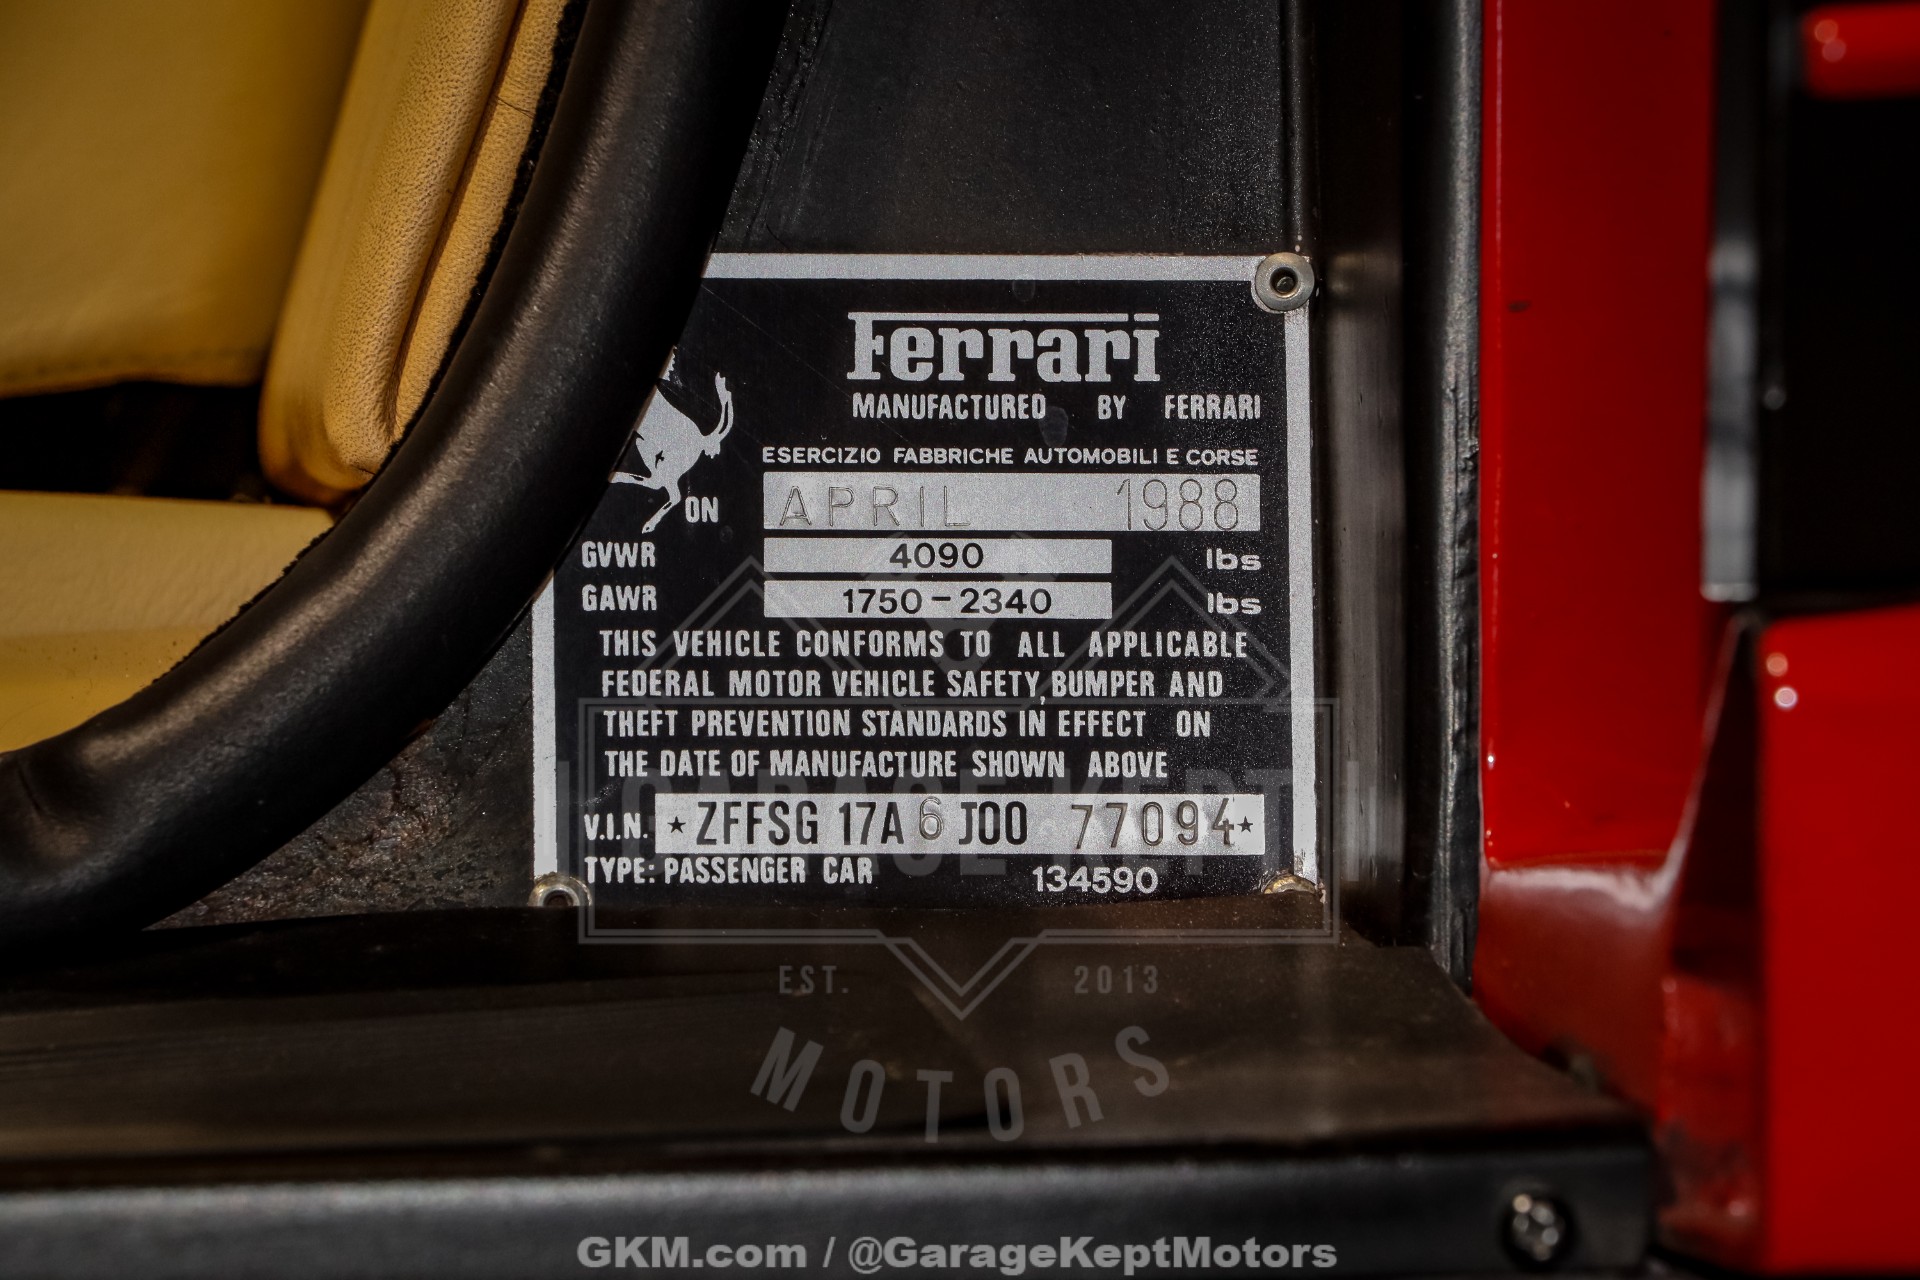 Ferrari
MANUFACTURED BY FERRARI
ESERCIZIO FABBRICHE AUTOMOBILI E CORSE
ON APRIL 1988
GVWR 4090 lbs
GAWR 1750-2340 lbs
THIS VEHICLE CONFORMS TO ALL APPLICABLE
FEDERAL MOTOR VEHICLE SAFETY, BUMPER AND
THEFT PREVENTION STANDARDS IN EFFECT ON
THE DATE OF MANUFACTURE SHOWN ABOVE
V.I.N. ★ ZFFSG 17A 6 J00 77094 ★
TYPE: PASSENGER CAR 134590
GARAGE KEPT
EST. 2013
MOTORS
GKM.com / @GarageKeptMotors